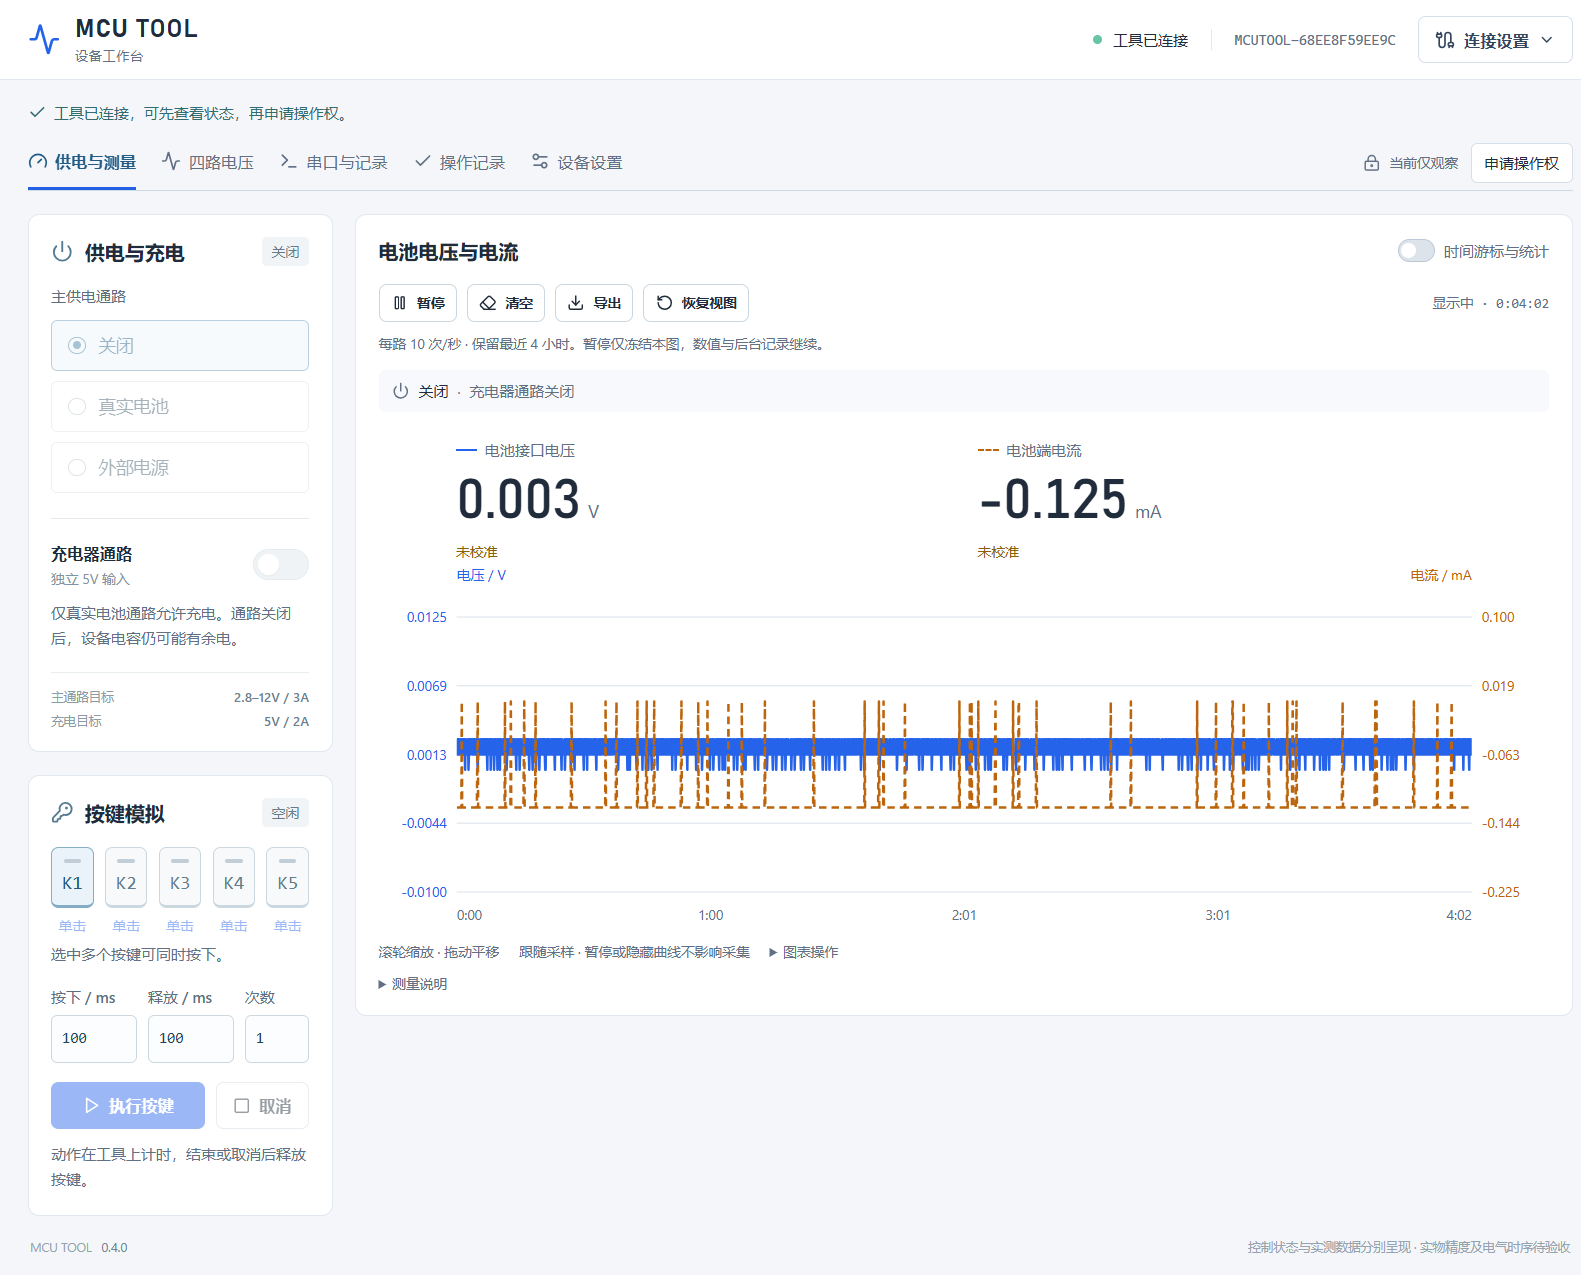 MCU TOOL
设备工作台
工具已连接
MCUTOOL-68EE8F59EE9C
连接设置
工具已连接，可先查看状态，再申请操作权。
供电与测量
四路电压
串口与记录
操作记录
设备设置
当前仅观察
申请操作权
供电与充电
关闭
主供电通路
关闭
真实电池
外部电源
充电器通路
独立 5V 输入
仅真实电池通路允许充电。通路关闭
后，设备电容仍可能有余电。
主通路目标 2.8–12V / 3A
充电目标 5V / 2A
按键模拟
空闲
K1 K2 K3 K4 K5
单击 单击 单击 单击 单击
选中多个按键可同时按下。
按下 / ms 释放 / ms 次数
100 100 1
执行按键 取消
动作在工具上计时，结束或取消后释放
按键。
电池电压与电流
时间游标与统计
暂停 清空 导出 恢复视图
显示中 · 0:04:02
每路 10 次/秒 · 保留最近 4 小时。暂停仅冻结本图，数值与后台记录继续。
关闭 · 充电器通路关闭
电池接口电压
0.003 V
未校准
电池端电流
-0.125 mA
未校准
电压 / V
电流 / mA
0.0125 0.100
0.0069 0.019
0.0013 -0.063
-0.0044 -0.144
-0.0100 -0.225
0:00 1:00 2:01 3:01 4:02
滚轮缩放 · 拖动平移 跟随采样 · 暂停或隐藏曲线不影响采集 ▶ 图表操作
▶ 测量说明
MCU TOOL 0.4.0
控制状态与实测数据分别呈现 · 实物精度及电气时序待验收